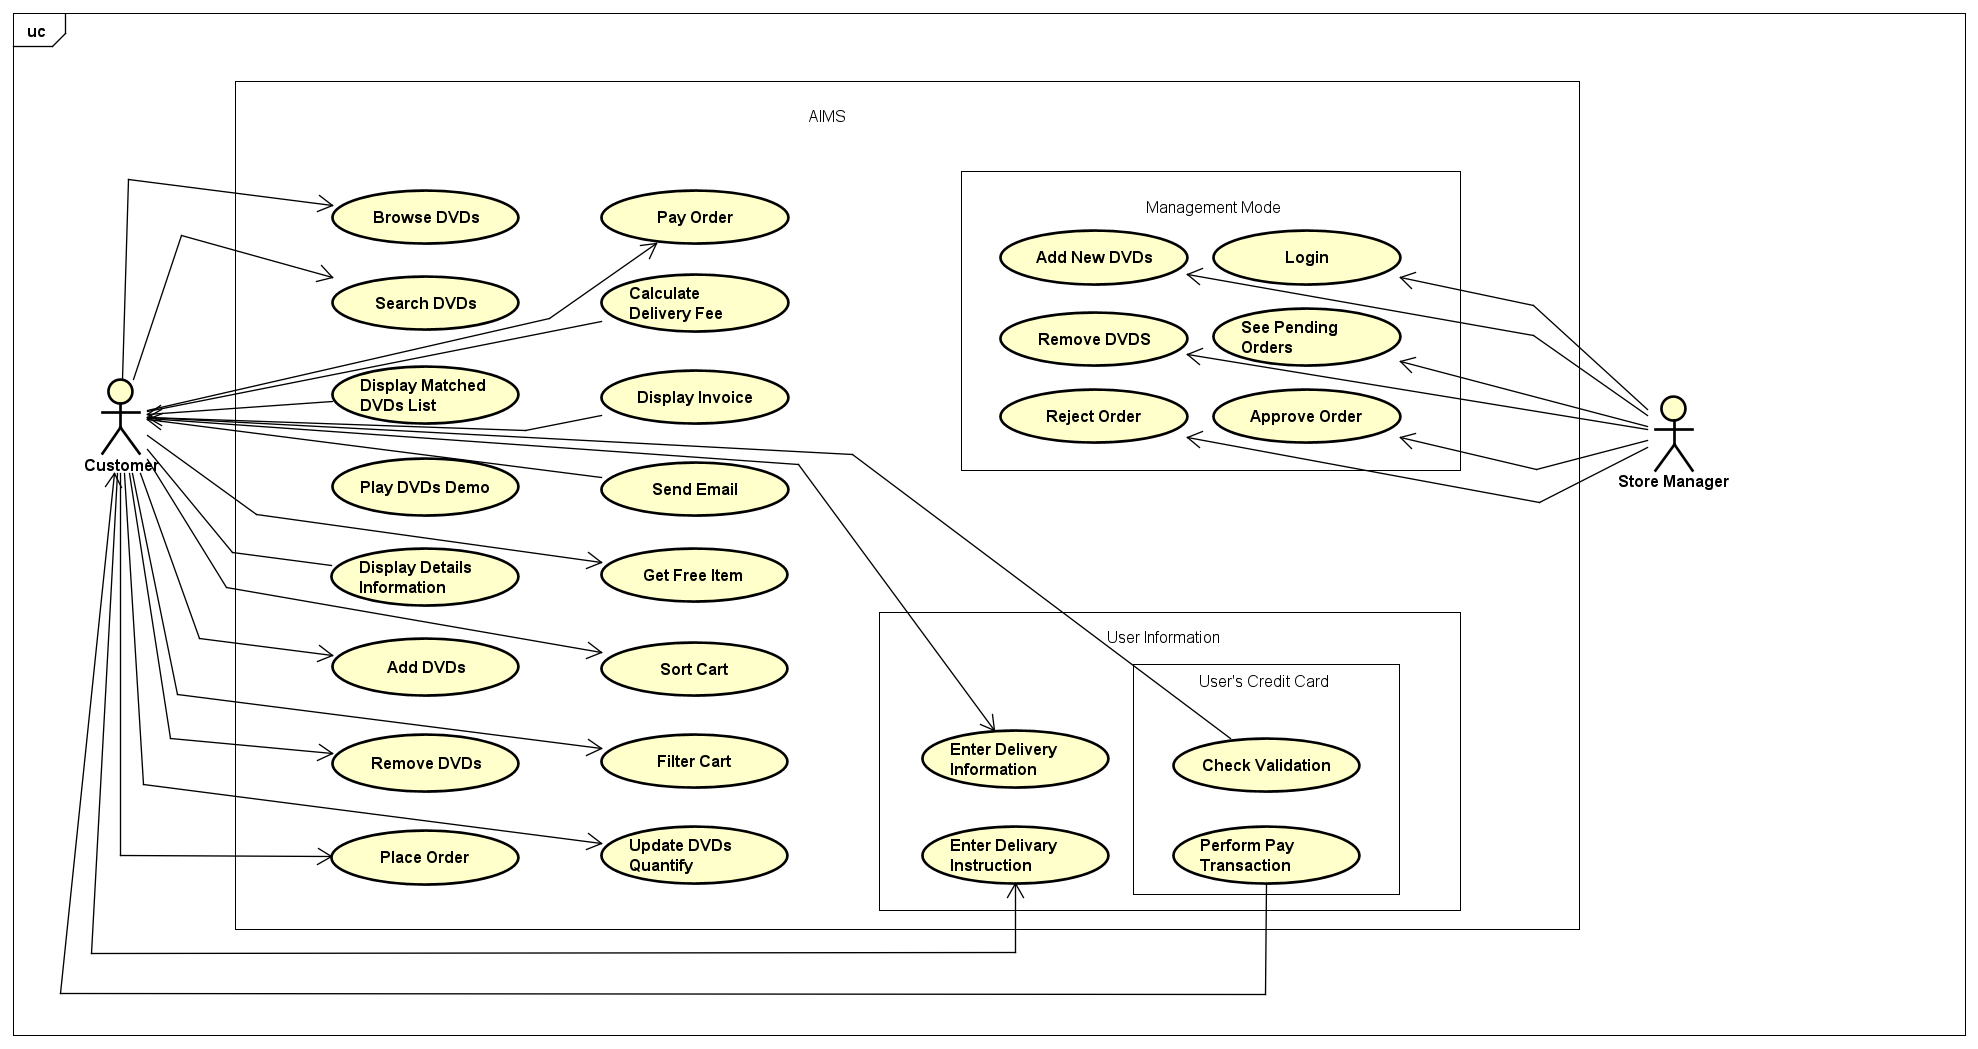 uc
AIMS
Browse DVDs
Pay Order
Management Mode
Add New DVDs
Login
Search DVDs
Calculate
Delivery Fee
Remove DVDS
See Pending
Orders
Display Matched
DVDs List
Display Invoice
Reject Order
Approve Order
Customer
Store Manager
Play DVDs Demo
Send Email
Display Details
Information
Get Free Item
User Information
Add DVDs
Sort Cart
User's Credit Card
Remove DVDs
Filter Cart
Enter Delivery
Information
Check Validation
Place Order
Update DVDs
Quantify
Enter Delivary
Instruction
Perform Pay
Transaction